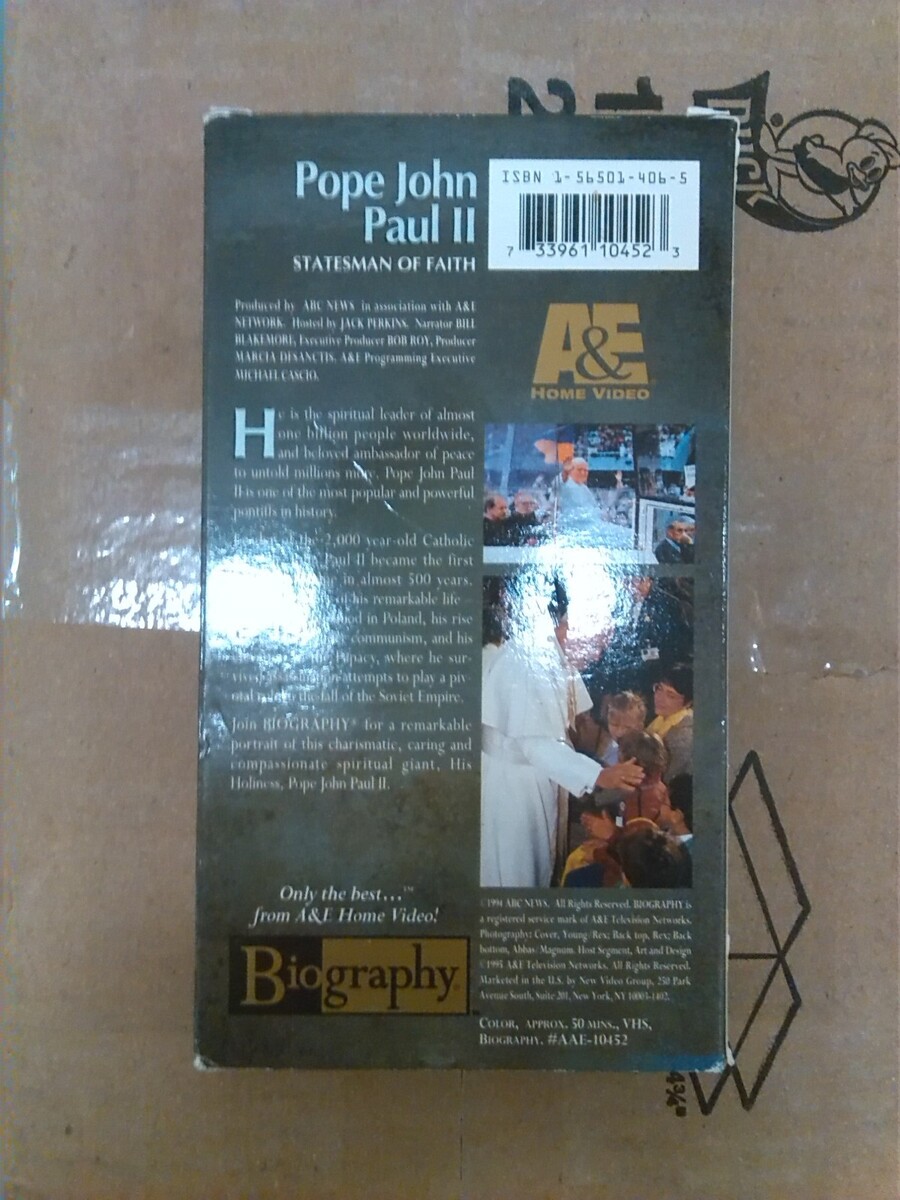 Pope John
Paul II
STATESMAN OF FAITH
ISBN 1-56501-406-5
7 33961 10452 3
Produced by ABC NEWS in association with A&E
NETWORK. Hosted by JACK PERKINS. Narrator BILL
BLAKEMORE, Executive Producer BOB ROY, Producer
MARCIA DESANCTIS. A&E Programming Executive
MICHAEL CASCIO.
A&E
HOME VIDEO
He is the spiritual leader of almost
one billion people worldwide,
and beloved ambassador of peace
to untold millions more. Pope John Paul
II is one of the most popular and powerful
pontiffs in history.
the 2,000 year-old Catholic
Paul II became the first
in almost 500 years.
his remarkable life –
in Poland, his rise
communism, and his
where he sur-
attempts to play a piv-
otal the fall of the Soviet Empire.
Join BIOGRAPHY® for a remarkable
portrait of this charismatic, caring and
compassionate spiritual giant, His
Holiness, Pope John Paul II.
Only the best...™
from A&E Home Video!
Biography
©1994 ABC NEWS. All Rights Reserved. BIOGRAPHY is
a registered service mark of A&E Television Networks.
Photography: Cover, Young/Rex; Back top, Rex; Back
bottom, Abbas/Magnum. Host Segment, Art and Design
©1995 A&E Television Networks. All Rights Reserved.
Marketed in the U.S. by New Video Group, 250 Park
Avenue South, Suite 201, New York, NY 10003-1402.
COLOR, APPROX. 50 MINS., VHS,
BIOGRAPHY. #AAE-10452
12
4¾"